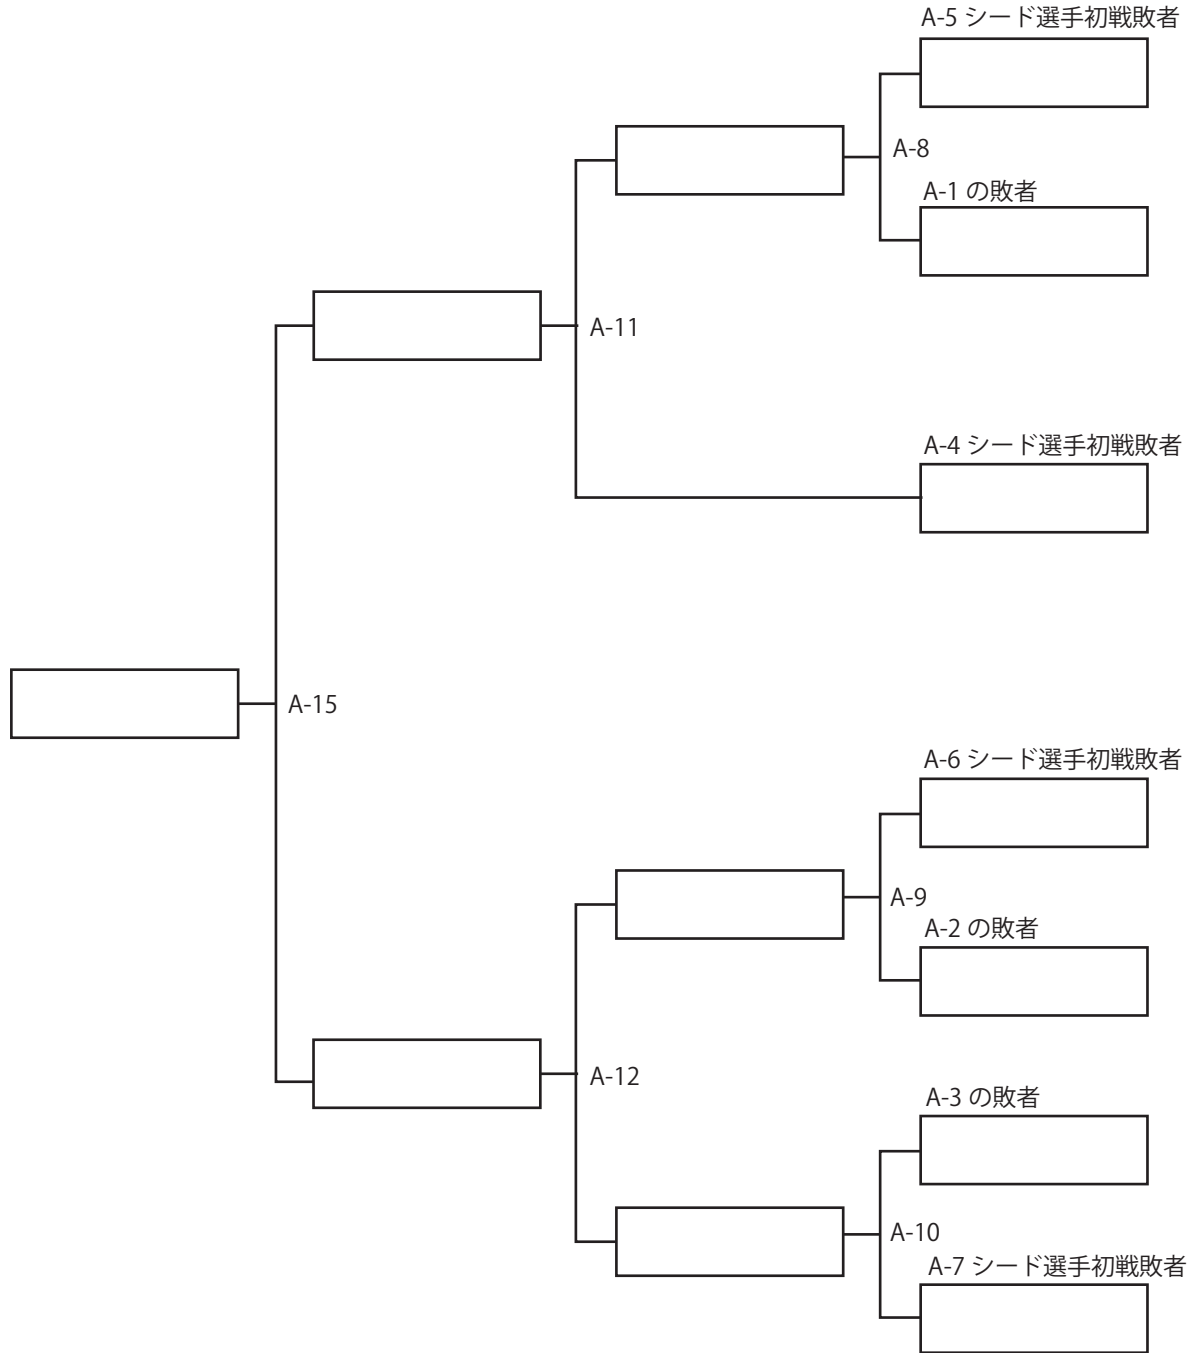 A-5 シード選手初戦敗者
A-8
A-1 の敗者
A-11
A-4 シード選手初戦敗者
A-15
A-6 シード選手初戦敗者
A-9
A-2 の敗者
A-12
A-3 の敗者
A-10
A-7 シード選手初戦敗者